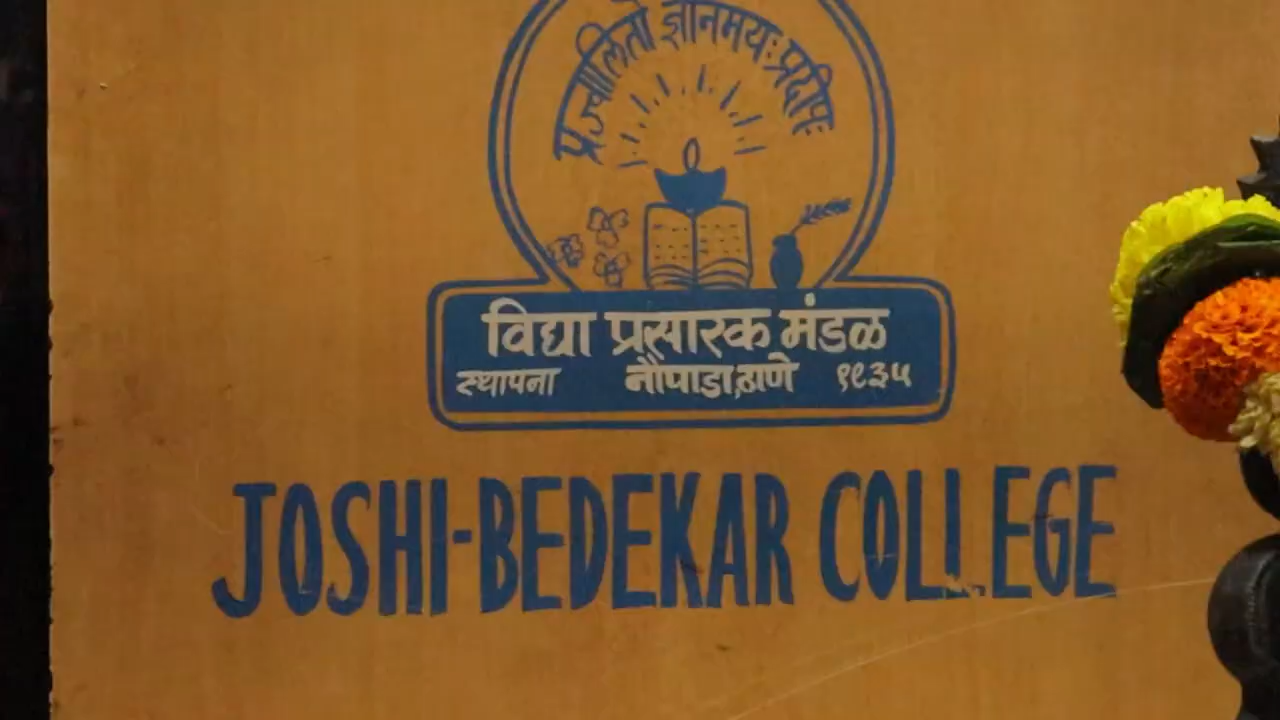 प्रज्वालितो ज्ञानमयः प्रदीपः
विद्या प्रसारक मंडळ
स्थापना नौपाडा,ठाणे १९३५
JOSHI-BEDEKAR COLLEGE